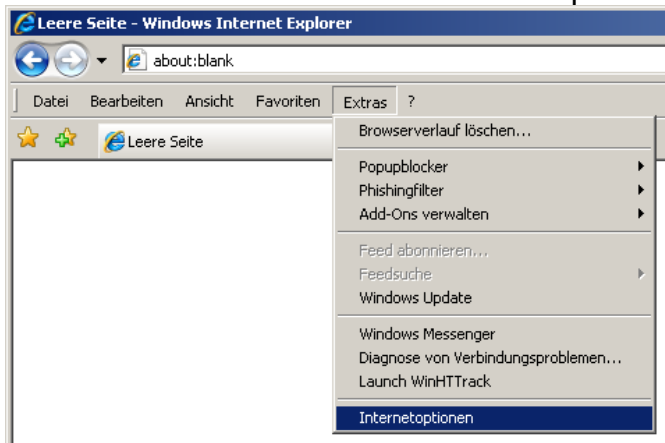 Leere Seite - Windows Internet Explorer
about:blank
Datei Bearbeiten Ansicht Favoriten Extras ?
Leere Seite
Browserverlauf löschen...
Popupblocker
Phishingfilter
Add-Ons verwalten
Feed abonnieren...
Feedsuche
Windows Update
Windows Messenger
Diagnose von Verbindungsproblemen...
Launch WinHTTrack
Internetoptionen